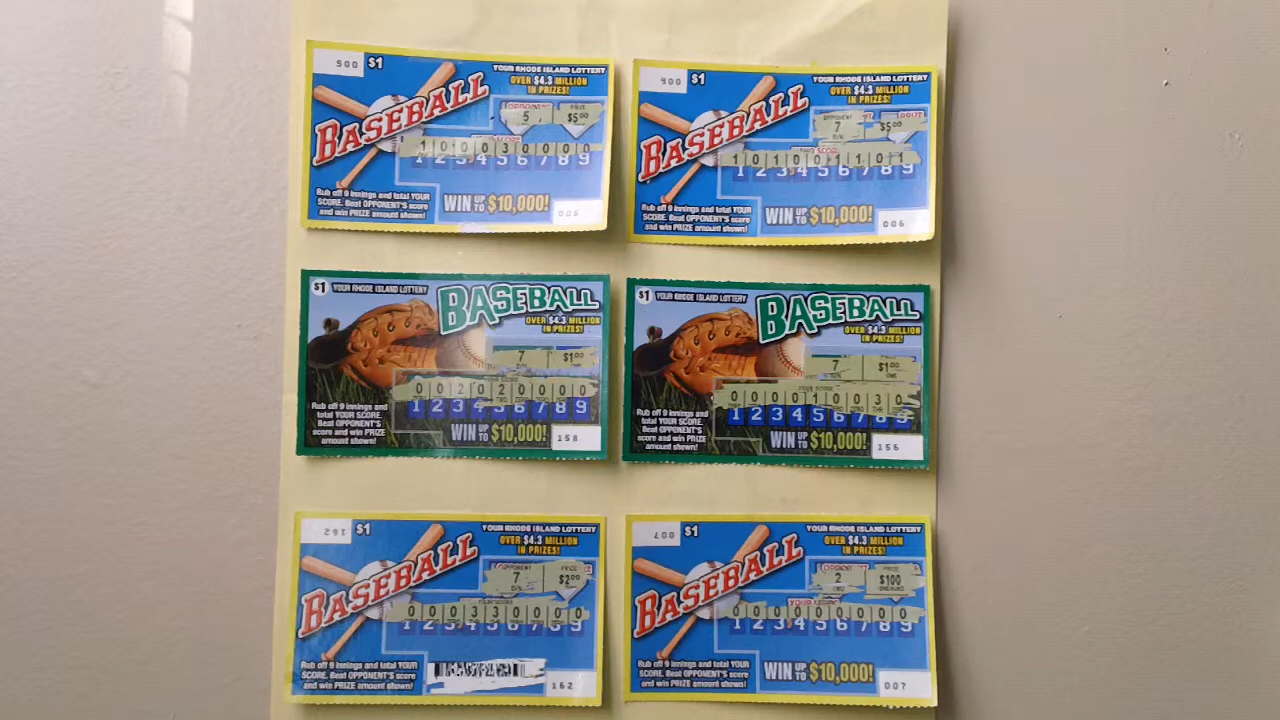 $1
YOUR RHODE ISLAND LOTTERY
OVER $4.3 MILLION
IN PRIZES!
BASEBALL
OPPONENT
PRIZE
5
$5.00
1 0 0 0 3 0 0 0 0
1 2 3 4 5 6 7 8 9
Rub off 9 innings and total YOUR
SCORE. Beat OPPONENT'S score
and win PRIZE amount shown!
WIN UP TO $10,000!
$1
YOUR RHODE ISLAND LOTTERY
OVER $4.3 MILLION
IN PRIZES!
BASEBALL
OPPONENT
7
$5.00
1 0 1 0 0 1 1 0 1
1 2 3 4 5 6 7 8 9
Rub off 9 innings and total YOUR
SCORE. Beat OPPONENT'S score
and win PRIZE amount shown!
WIN UP TO $10,000!
006
$1 YOUR RHODE ISLAND LOTTERY
BASEBALL
OVER $4.3 MILLION
IN PRIZES!
7
$1.00
0 0 2 0 2 0 0 0 0
1 2 3 4 5 6 7 8 9
Rub off 9 innings and
total YOUR SCORE.
Beat OPPONENT'S
score and win PRIZE
amount shown!
WIN UP TO $10,000!
158
$1 YOUR RHODE ISLAND LOTTERY
BASEBALL
OVER $4.3 MILLION
IN PRIZES!
7
$1.00
YOUR SCORE
0 0 0 0 1 0 0 3 0
1 2 3 4 5 6 7 8 9
Rub off 9 innings and
total YOUR SCORE.
Beat OPPONENT'S
score and win PRIZE
amount shown!
WIN UP TO $10,000!
156
162
$1
YOUR RHODE ISLAND LOTTERY
OVER $4.3 MILLION
IN PRIZES!
BASEBALL
OPPONENT
PRIZE
7
$2.00
YOUR SCORE
0 0 0 3 3 0 0 0 0
1 2 3 4 5 6 7 8 9
Rub off 9 innings and total YOUR
SCORE. Beat OPPONENT'S score
and win PRIZE amount shown!
162
007
$1
YOUR RHODE ISLAND LOTTERY
OVER $4.3 MILLION
IN PRIZES!
BASEBALL
OPPONENT
PRIZE
2
$100
TWO
0 0 0 0 0 0 0 0 0
1 2 3 4 5 6 7 8 9
Rub off 9 innings and total YOUR
SCORE. Beat OPPONENT'S score
and win PRIZE amount shown!
WIN UP TO $10,000!
007